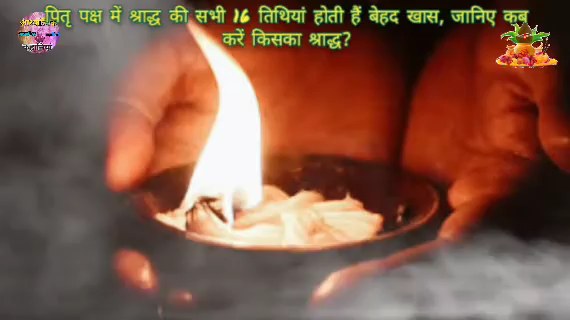 पितृ पक्ष में श्राद्ध की सभी 16 तिथियां होती हैं बेहद खास, जानिए कब
करें किसका श्राद्ध?